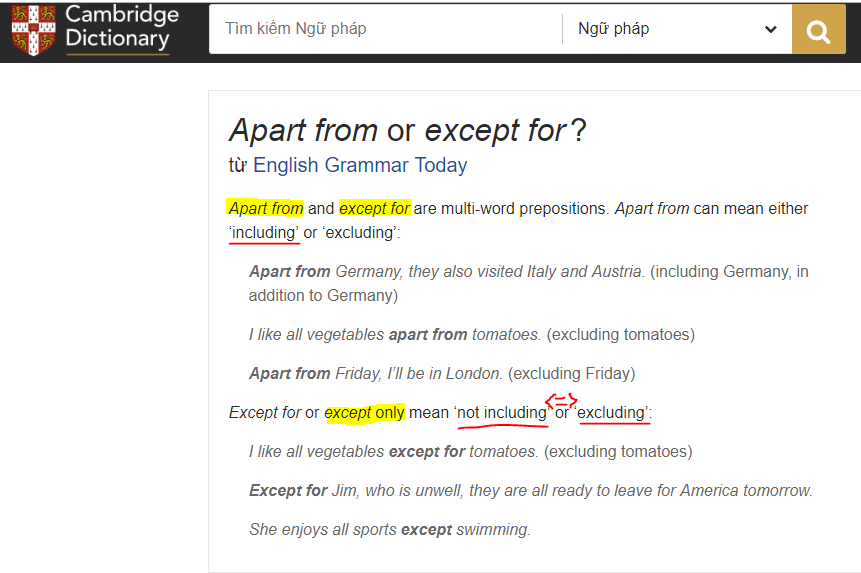 Cambridge
Dictionary
Tìm kiếm Ngữ pháp
Ngữ pháp
Apart from or except for?
từ English Grammar Today
Apart from and except for are multi-word prepositions. Apart from can mean either
‘including’ or ‘excluding’:
Apart from Germany, they also visited Italy and Austria. (including Germany, in
addition to Germany)
I like all vegetables apart from tomatoes. (excluding tomatoes)
Apart from Friday, I’ll be in London. (excluding Friday)
Except for or except only mean ‘not including’ <=> or ‘excluding’:
I like all vegetables except for tomatoes. (excluding tomatoes)
Except for Jim, who is unwell, they are all ready to leave for America tomorrow.
She enjoys all sports except swimming.